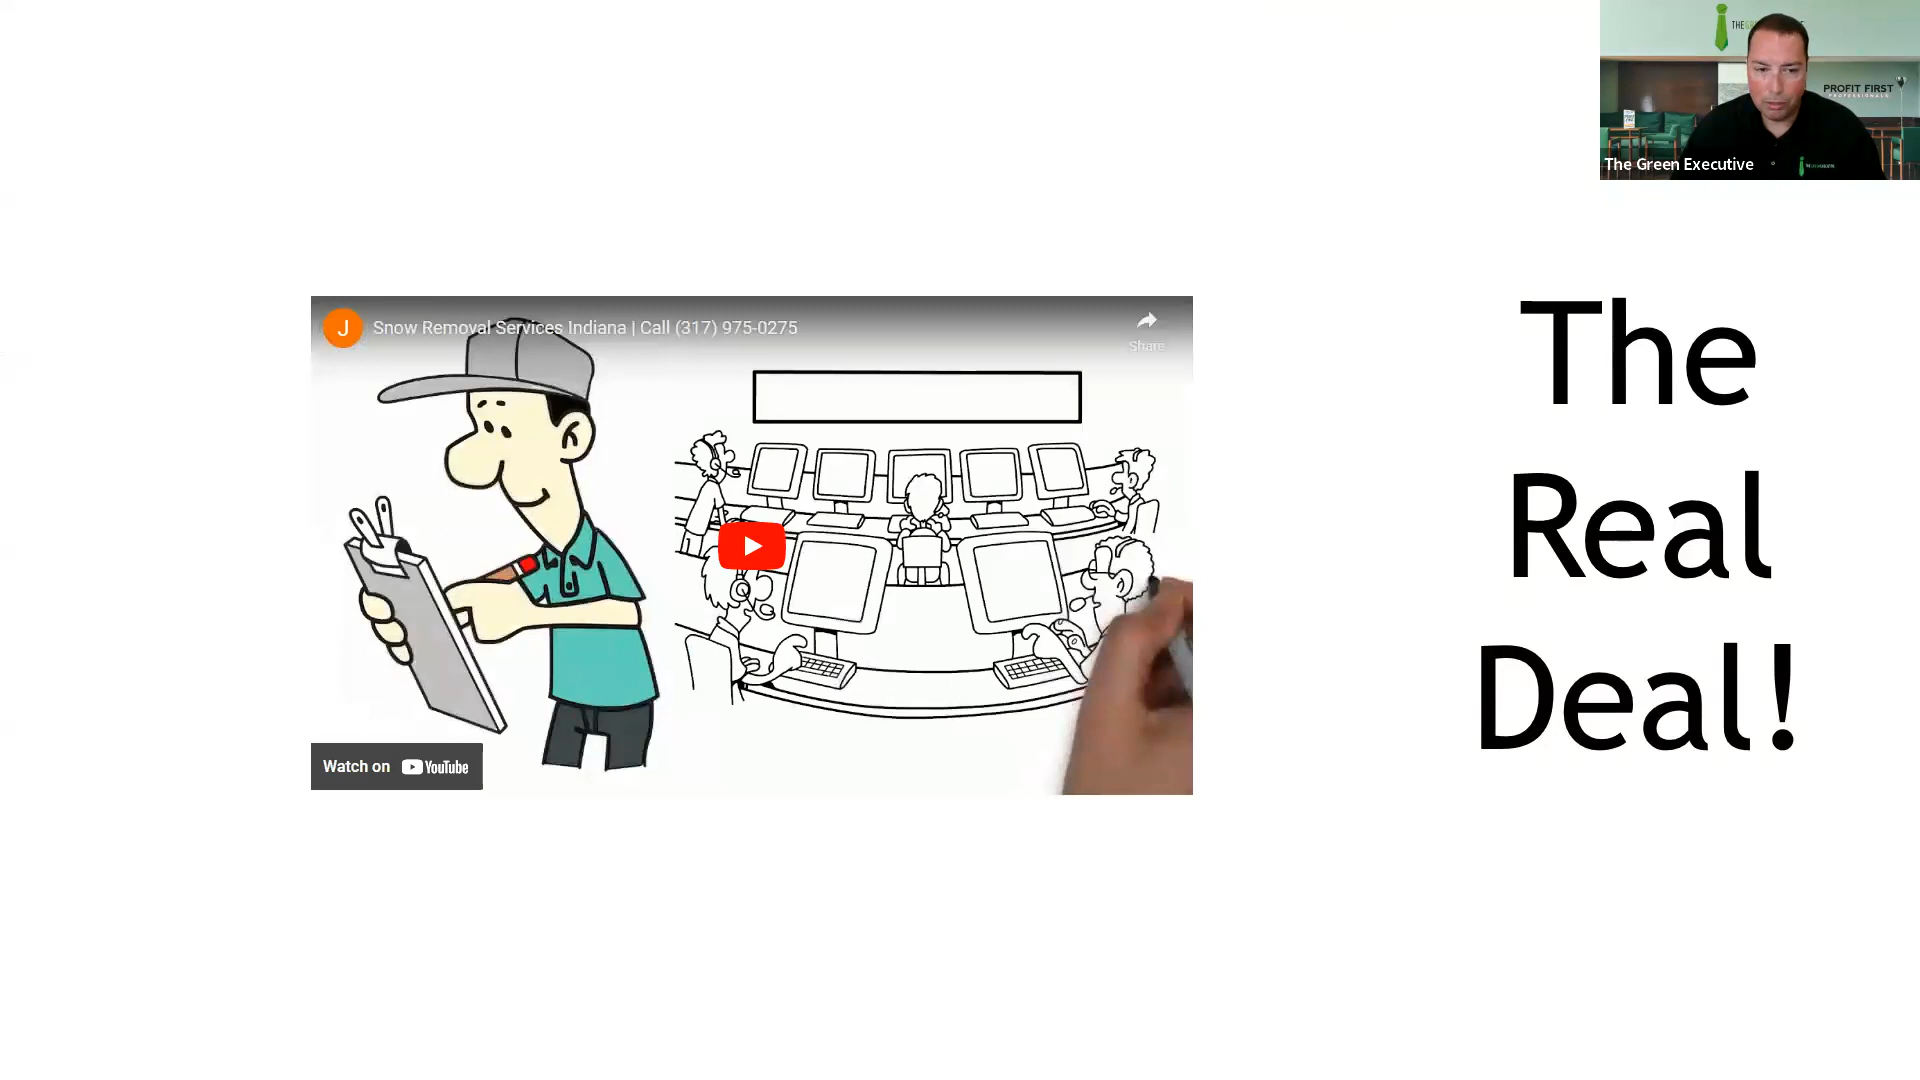 PROFIT FIRST
PROFESSIONALS
The Green Executive
J
Snow Removal Services Indiana | Call (317) 975-0275
Share
Watch on YouTube
The
Real
Deal!